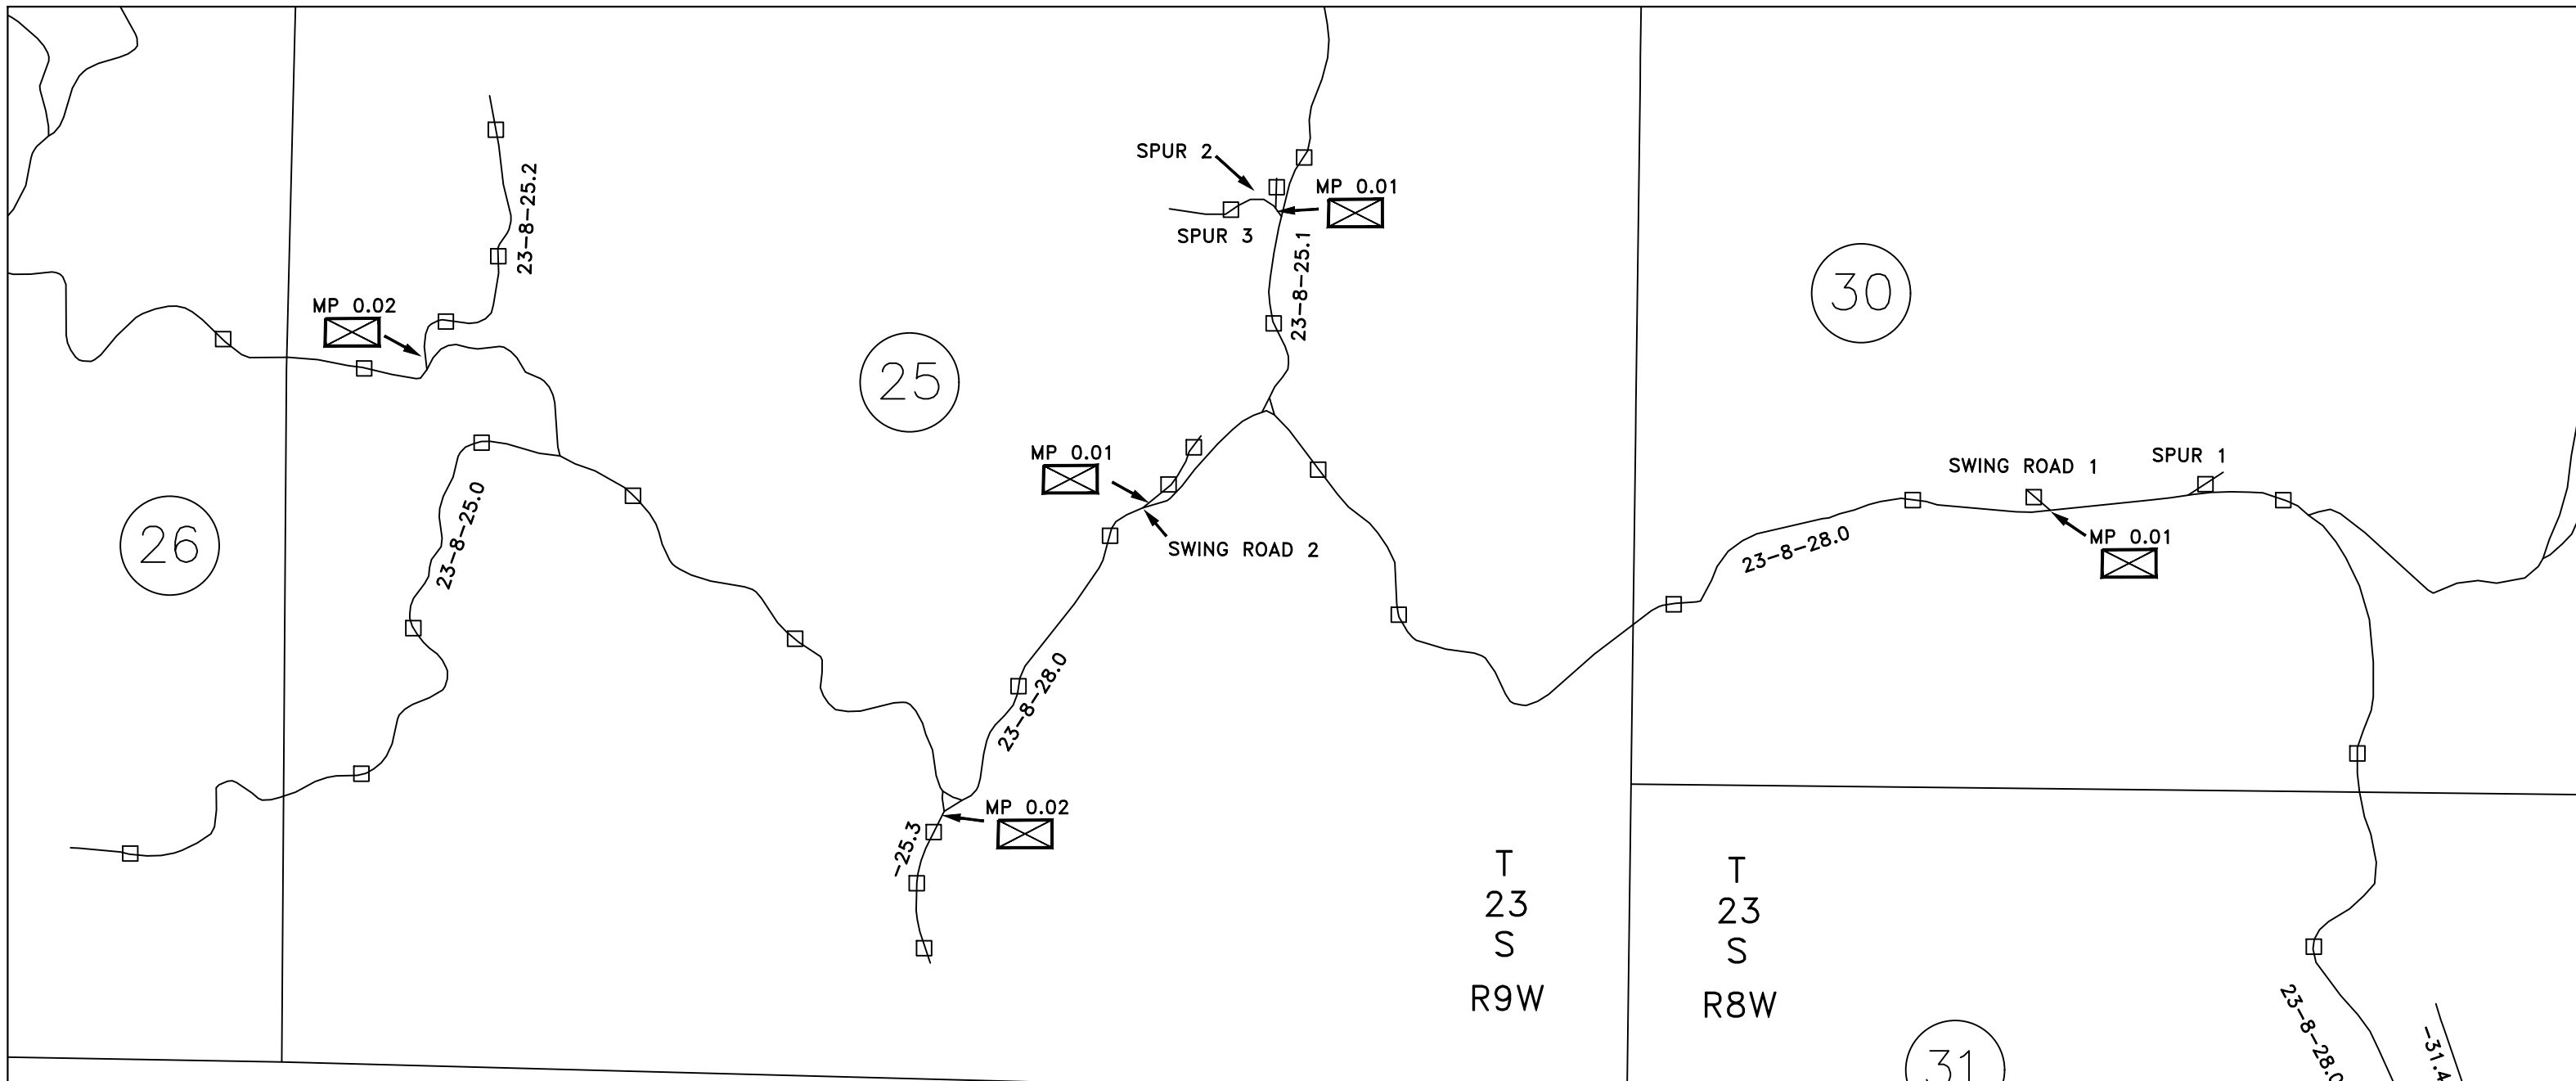 SPUR 2
MP 0.01
23-8-25.2
SPUR 3
23-8-25.1
30
MP 0.02
25
MP 0.01
SWING ROAD 1
SPUR 1
26
23-8-25.0
SWING ROAD 2
23-8-28.0
MP 0.01
23-8-28.0
MP 0.02
-25.3
T
23
S
R9W
T
23
S
R8W
31
23-8-28.0
-31.4